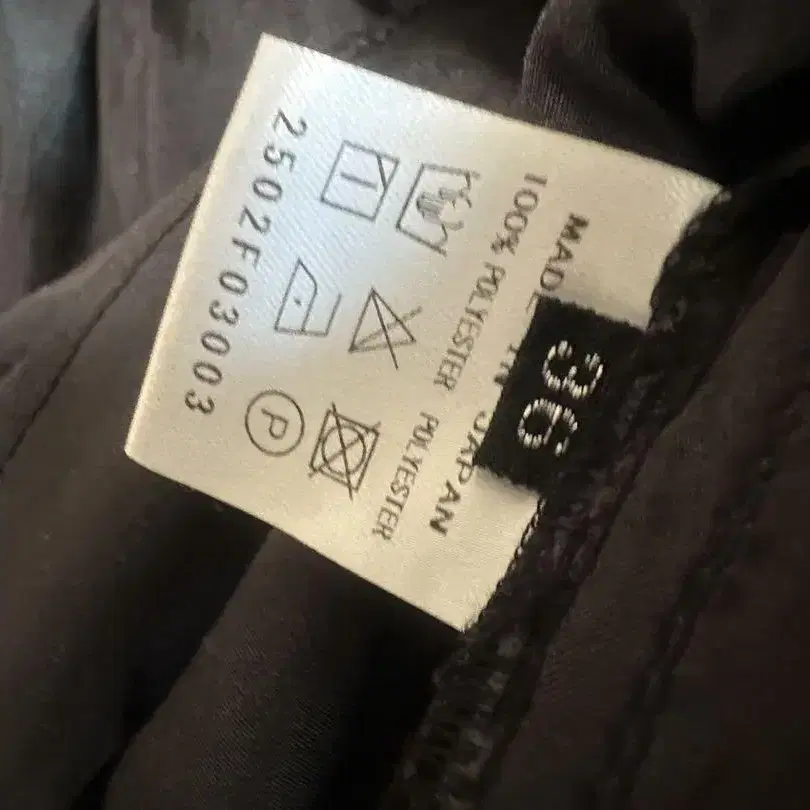 36
MADE IN JAPAN
100% POLYESTER POLYESTER
P
2502F03003